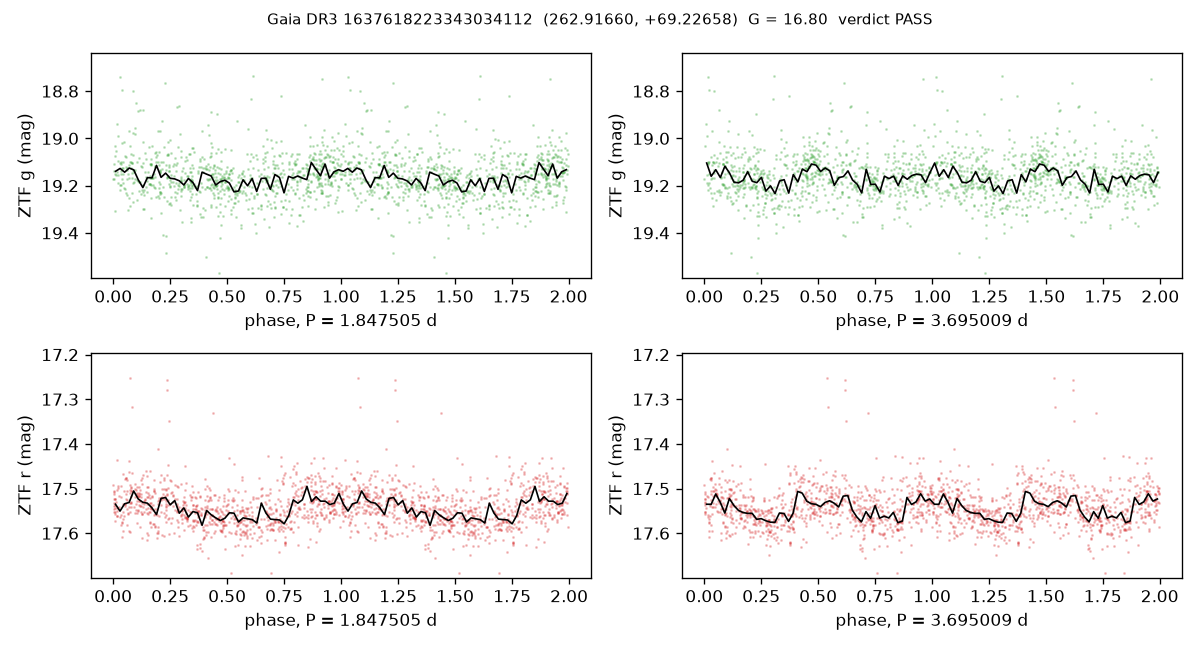 Gaia DR3 1637618223343034112  (262.91660, +69.22658)  G = 16.80  verdict PASS
ZTF g (mag)
18.8
19.0
19.2
19.4
0.00 0.25 0.50 0.75 1.00 1.25 1.50 1.75 2.00
phase, P = 1.847505 d
ZTF g (mag)
18.8
19.0
19.2
19.4
0.00 0.25 0.50 0.75 1.00 1.25 1.50 1.75 2.00
phase, P = 3.695009 d
ZTF r (mag)
17.2
17.3
17.4
17.5
17.6
0.00 0.25 0.50 0.75 1.00 1.25 1.50 1.75 2.00
phase, P = 1.847505 d
ZTF r (mag)
17.2
17.3
17.4
17.5
17.6
0.00 0.25 0.50 0.75 1.00 1.25 1.50 1.75 2.00
phase, P = 3.695009 d